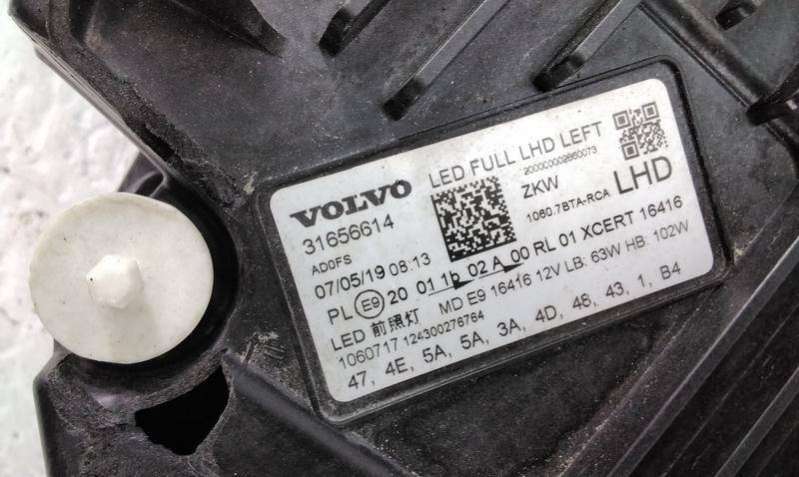 VOLVO
LED FULL LHD LEFT
200000002860073
31656614
ZKW
LHD
AD0FS
1060.7BTA-RCA
07/05/19 08:13
PL E9 20 01 1b 02 A 00 RL 01 XCERT 16416
LED 前照灯 MD E9 16416 12V LB: 63W HB: 102W
1060717 124300276764
47, 4E, 5A, 5A, 3A, 4D, 48, 43, 1, B4